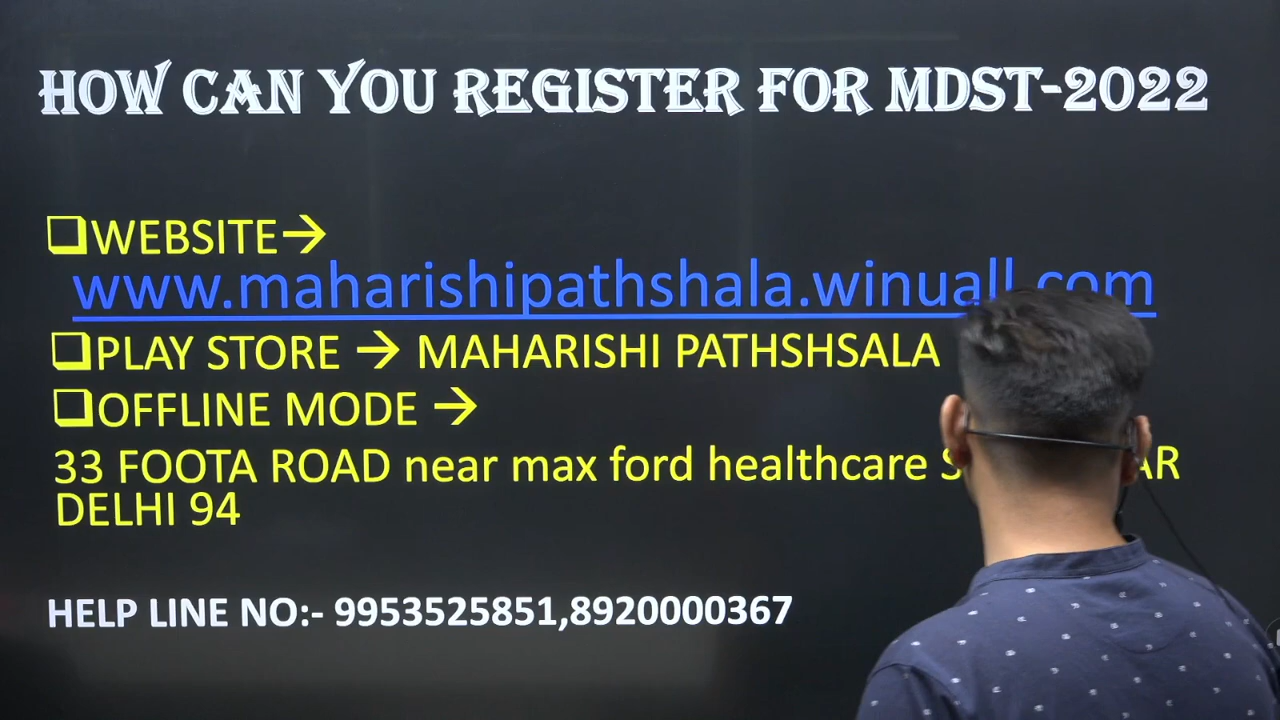 HOW CAN YOU REGISTER FOR MDST-2022
❑WEBSITE→
www.maharishipathshala.winuall.com
❑PLAY STORE → MAHARISHI PATHSHSALA
❑OFFLINE MODE →
33 FOOTA ROAD near max ford healthcare
DELHI 94
HELP LINE NO:- 9953525851,8920000367